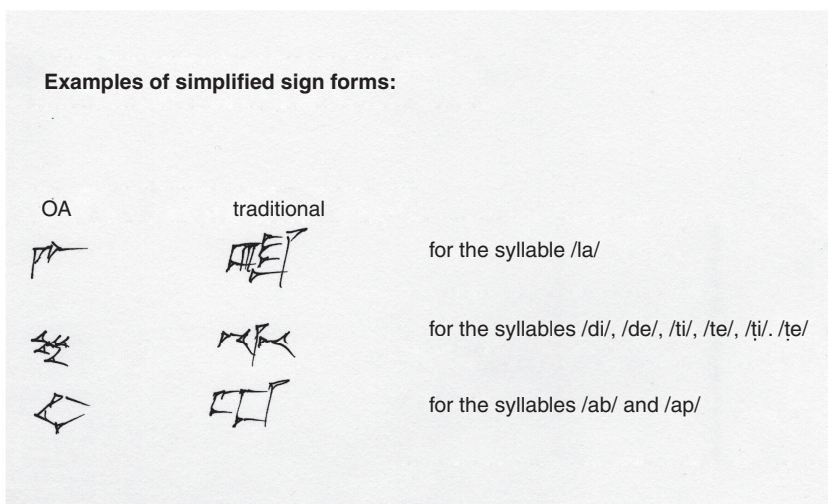 Examples of simplified sign forms:
OA traditional
for the syllable /la/
for the syllables /di/, /de/, /ti/, /te/, /ṭi/. /ṭe/
for the syllables /ab/ and /ap/